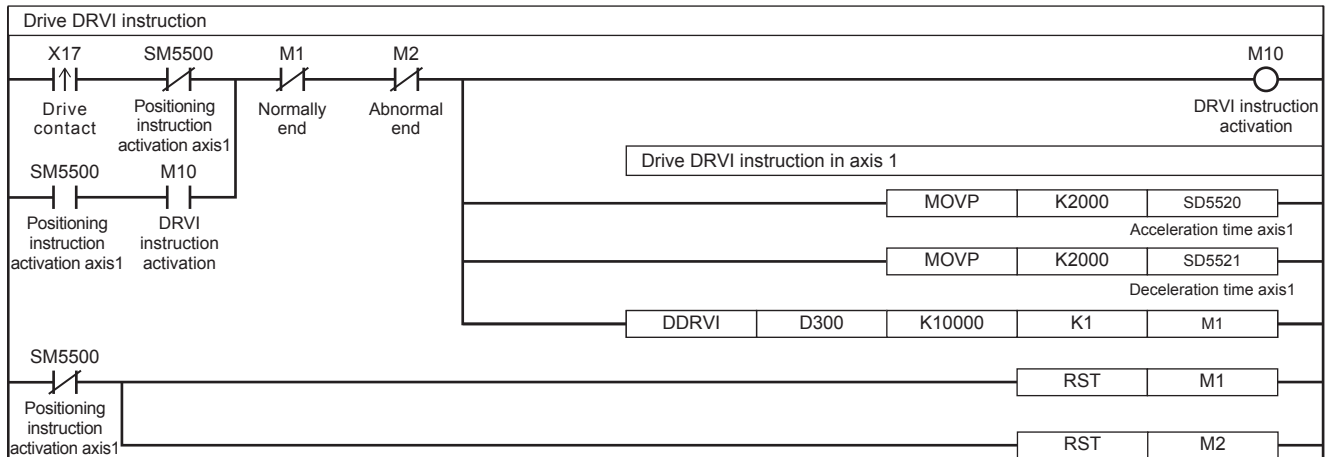 Drive DRVI instruction
X17 SM5500 M1 M2 M10
Drive
contact
Positioning
instruction
activation axis1
Normally
end
Abnormal
end
DRVI instruction
activation
Drive DRVI instruction in axis 1
SM5500 M10
Positioning
instruction
activation axis1
DRVI
instruction
activation
MOVP K2000 SD5520
Acceleration time axis1
MOVP K2000 SD5521
Deceleration time axis1
DDRVI D300 K10000 K1 M1
SM5500
Positioning
instruction
activation axis1
RST M1
RST M2